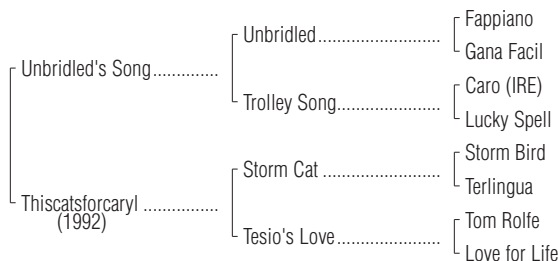 Fappiano
Unbridled..............................
Gana Facil
Unbridled's Song..............
Caro (IRE)
Trolley Song.........................
Lucky Spell
Storm Bird
Storm Cat .............................
Terlingua
Thiscatsforcaryl ................
(1992)
Tom Rolfe
Tesio's Love.........................
Love for Life